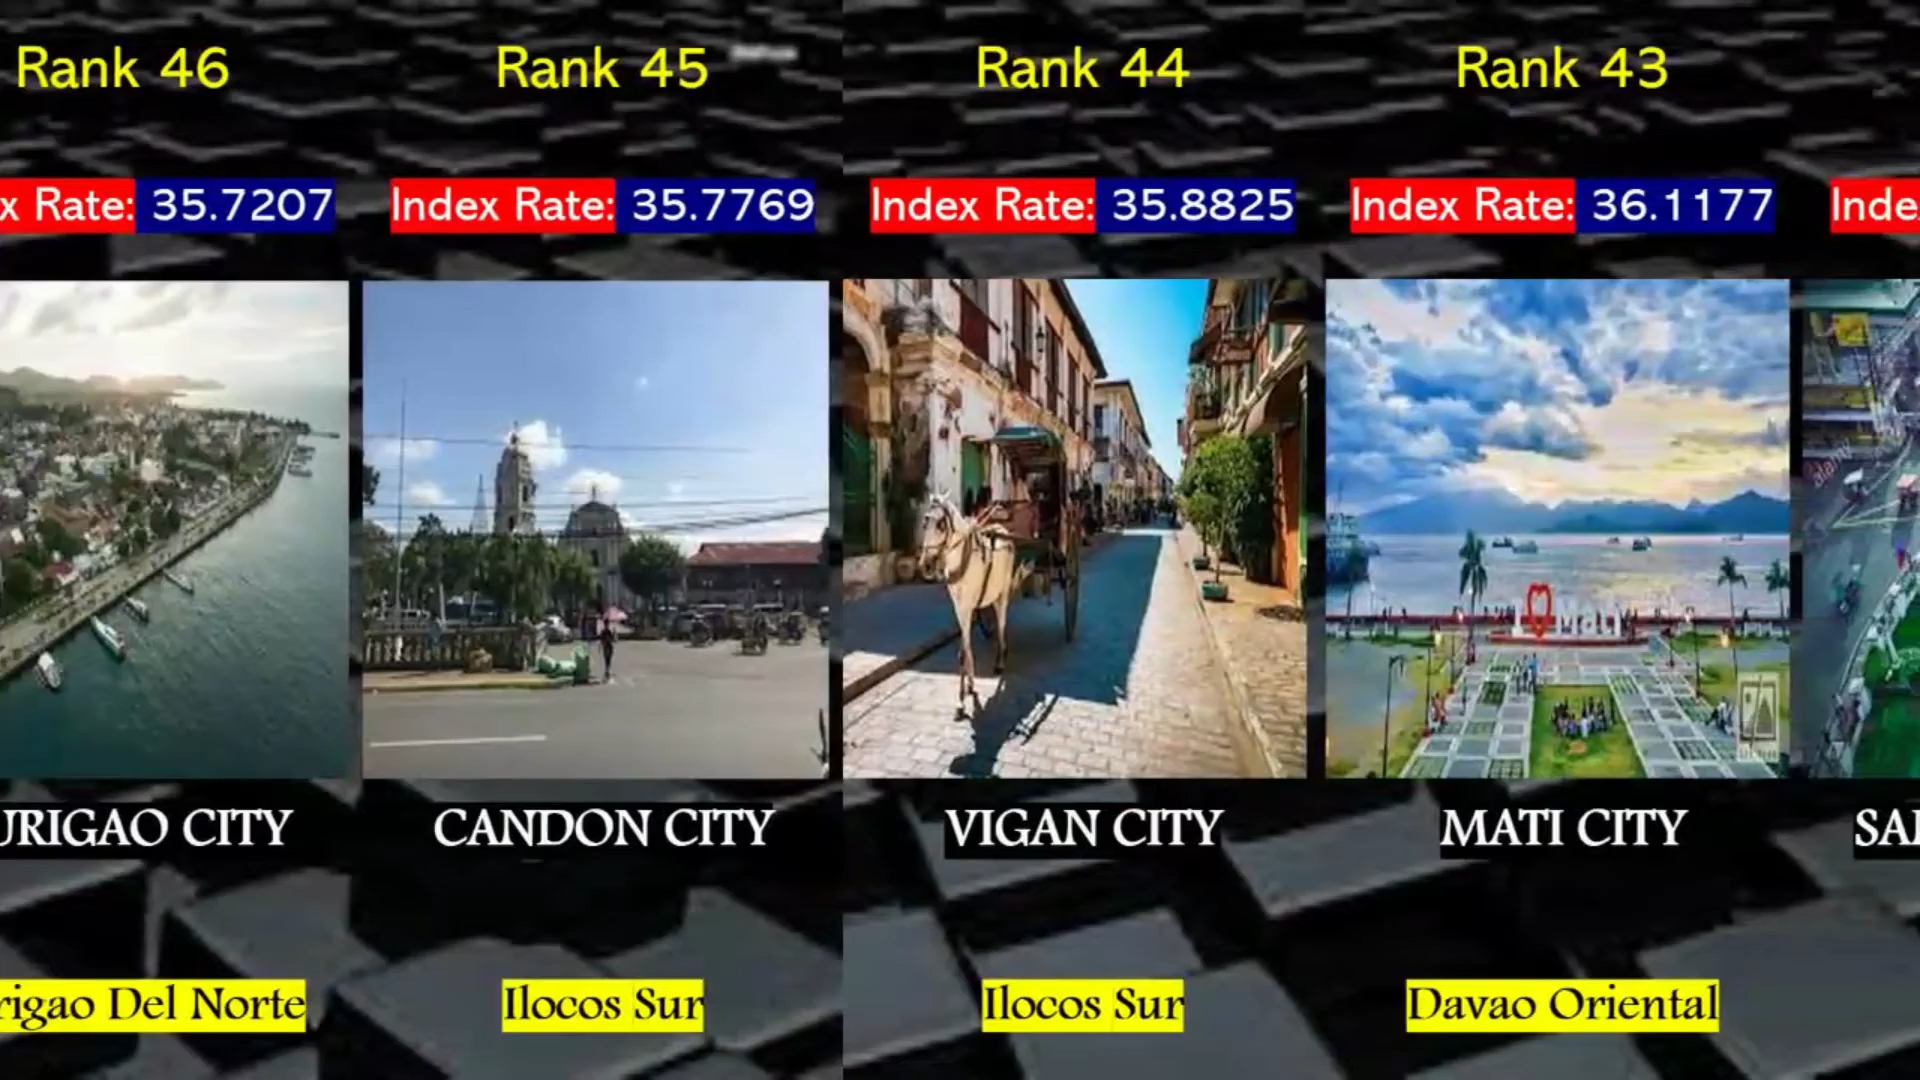 Rank 46
Rank 45
Rank 44
Rank 43
x Rate: 35.7207
Index Rate: 35.7769
Index Rate: 35.8825
Index Rate: 36.1177
Inde
Mati
URIGAO CITY
CANDON CITY
VIGAN CITY
MATI CITY
SA
rigao Del Norte
Ilocos Sur
Ilocos Sur
Davao Oriental